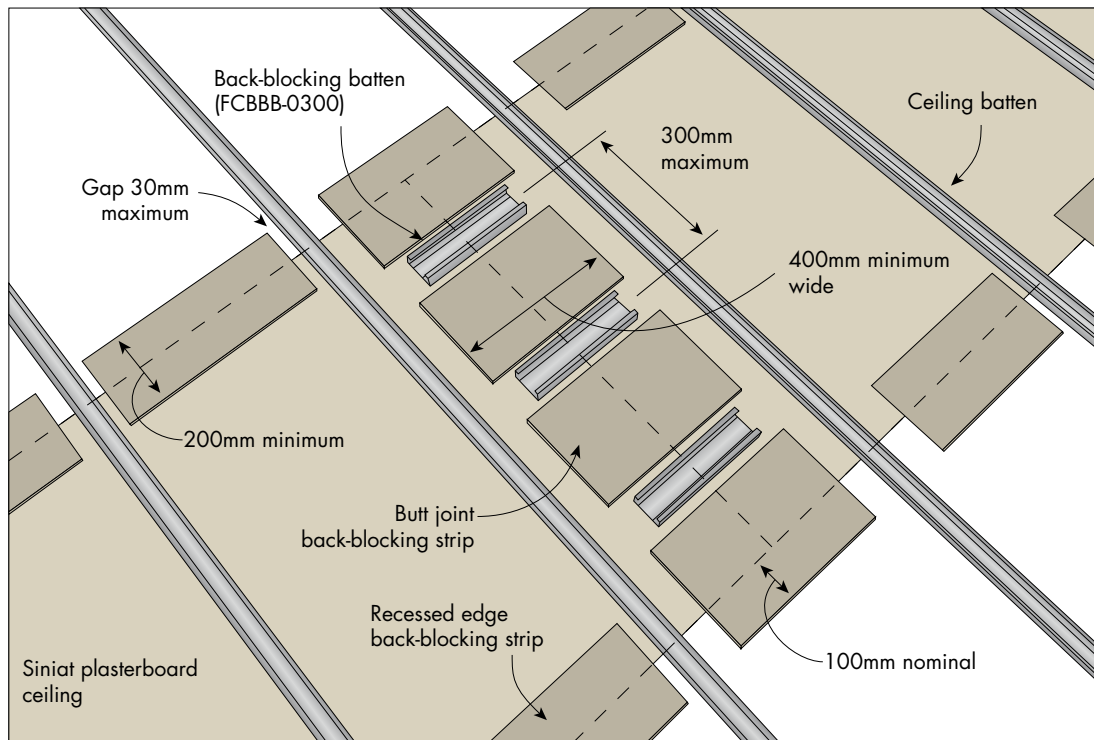 Back-blocking batten
(FCBBB-0300)
Ceiling batten
300mm
maximum
Gap 30mm
maximum
400mm minimum
wide
200mm minimum
Butt joint
back-blocking strip
Recessed edge
back-blocking strip
100mm nominal
Siniat plasterboard
ceiling